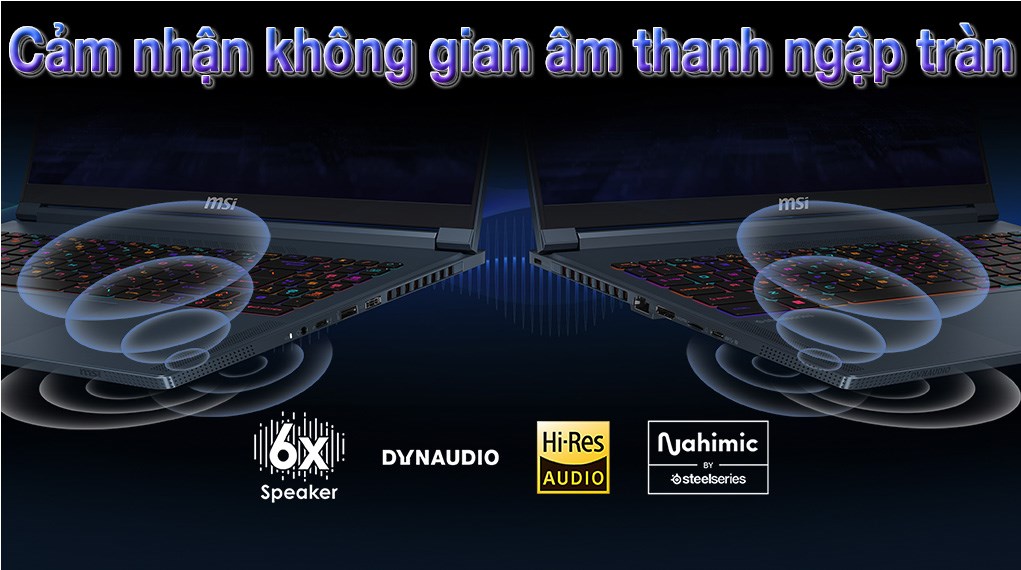 Cảm nhận không gian âm thanh ngập tràn
msi
msi
DYNAUDIO
6x
Speaker
DYNAUDIO
Hi-Res
AUDIO
Nahimic
BY
steelseries